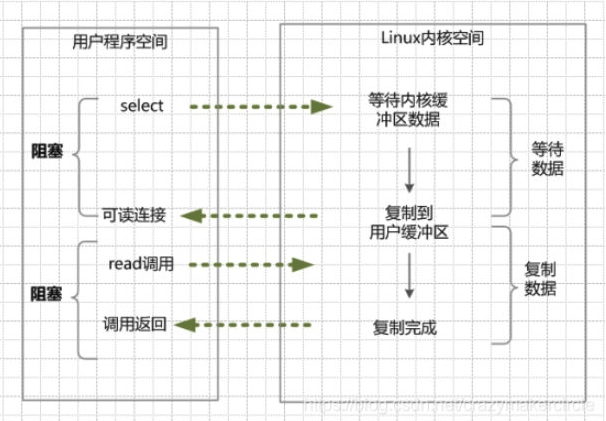 用户程序空间
Linux内核空间
select
等待内核缓
冲区数据
阻塞
等待
数据
可读连接
复制到
用户缓冲区
read调用
阻塞
复制
数据
调用返回
复制完成
https://blog.csdn.net/crazymakercircle